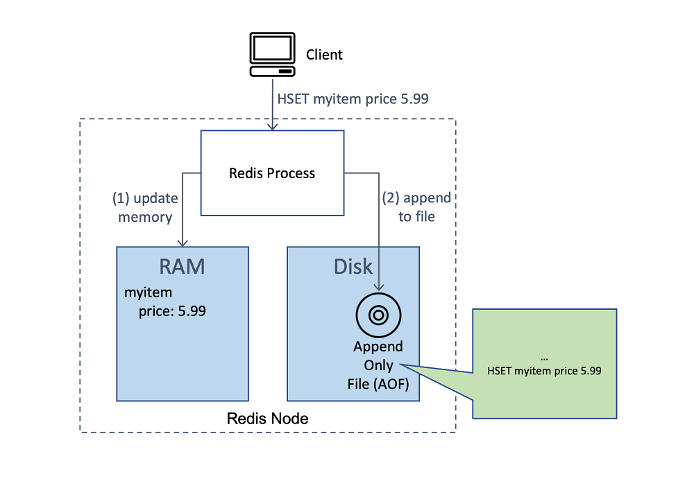 Client
HSET myitem price 5.99
Redis Process
(1) update
memory
(2) append
to file
RAM
myitem
price: 5.99
Disk
Append
Only
File (AOF)
...
HSET myitem price 5.99
Redis Node